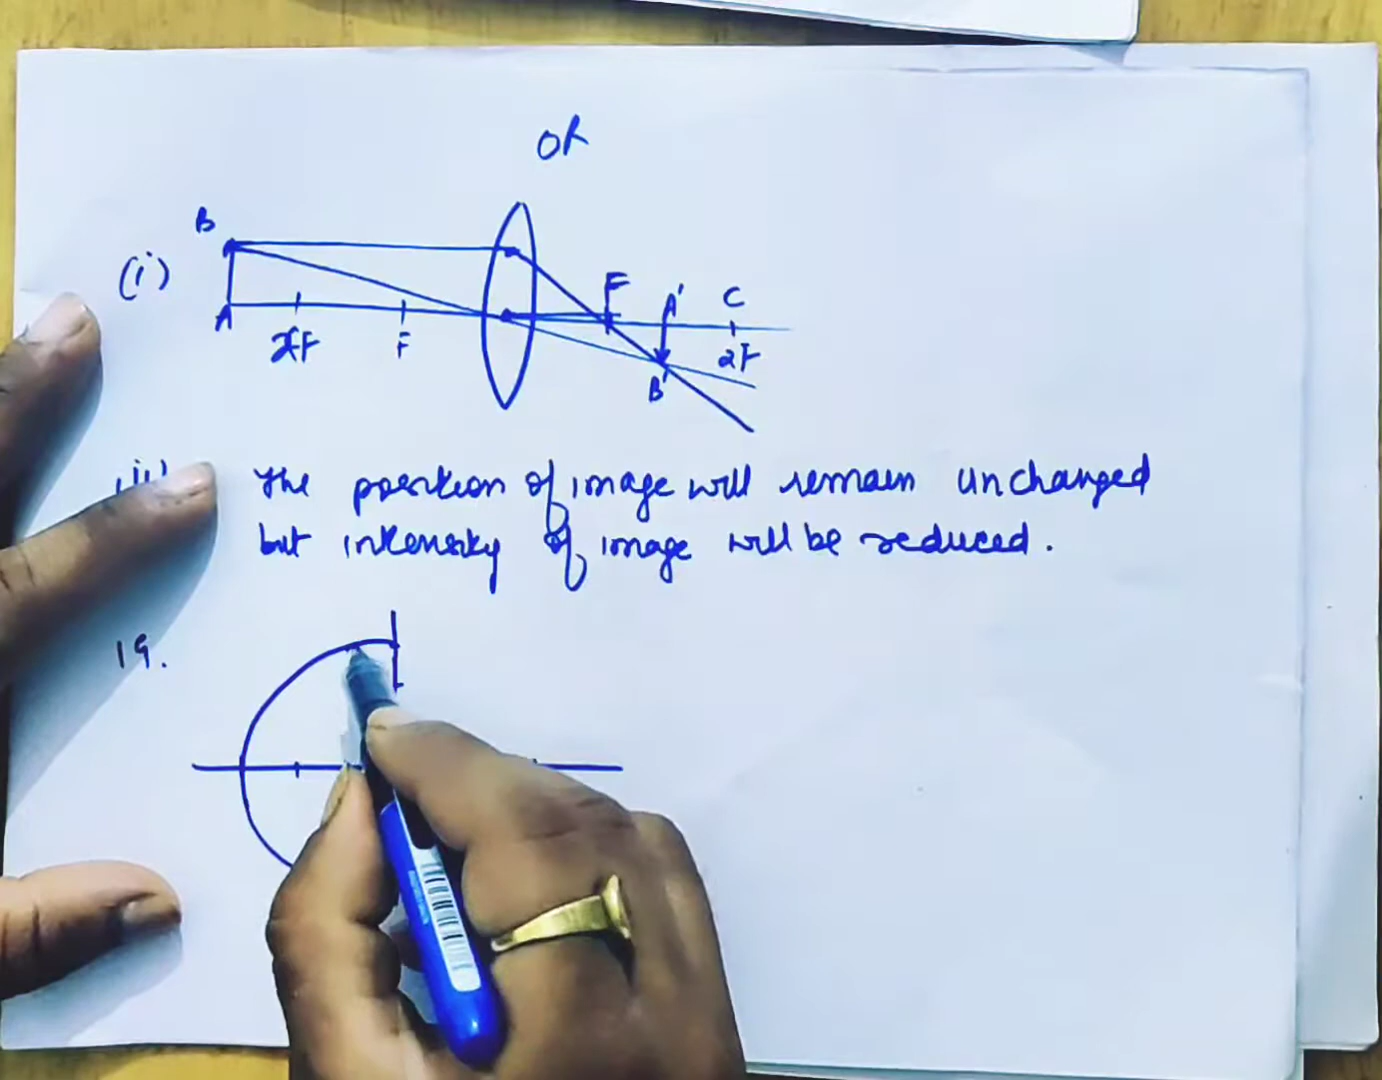 OR
B
(i)
F
A'
C
A
2F
F
B'
2F
The position of image will remain unchanged
but intensity of image will be reduced.
19.